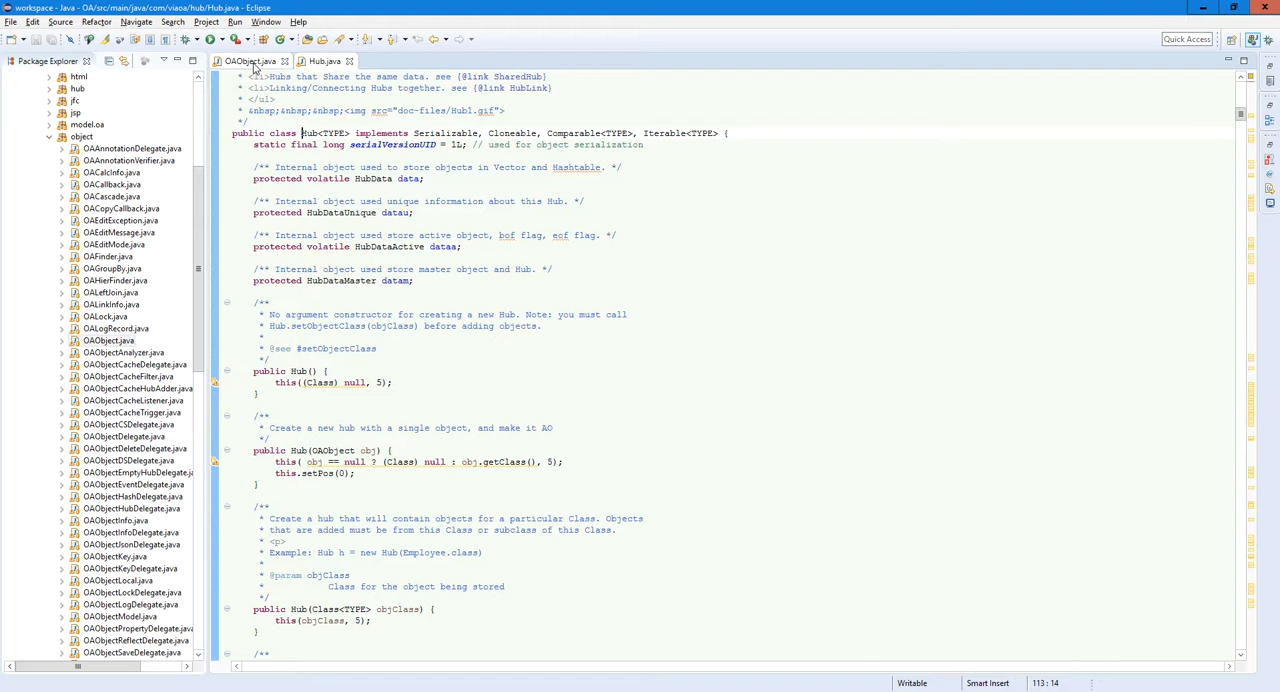 workspace - Java - OA/src/main/java/com/viaoa/hub/Hub.java - Eclipse
File Edit Source Refactor Navigate Search Project Run Window Help
Quick Access
Package Explorer
OAObject.java
Hub.java
html
hub
jfc
jsp
model.oa
object
OAAnnotationDelegate.java
OAAnnotationVerifier.java
OACalcInfo.java
OACallback.java
OACascade.java
OACopyCallback.java
OAEditException.java
OAEditMessage.java
OAEditMode.java
OAFinder.java
OAGroupBy.java
OAHierFinder.java
OALeftJoin.java
OALinkInfo.java
OALock.java
OALogRecord.java
OAObject.java
OAObjectAnalyzer.java
OAObjectCacheDelegate.java
OAObjectCacheFilter.java
OAObjectCacheHubAdder.java
OAObjectCacheListener.java
OAObjectCacheTrigger.java
OAObjectCSDelegate.java
OAObjectDelegate.java
OAObjectDeleteDelegate.java
OAObjectDSDelegate.java
OAObjectEmptyHubDelegate.ja
OAObjectEventDelegate.java
OAObjectHashDelegate.java
OAObjectHubDelegate.java
OAObjectInfo.java
OAObjectInfoDelegate.java
OAObjectJsonDelegate.java
OAObjectKey.java
OAObjectKeyDelegate.java
OAObjectLocal.java
OAObjectLockDelegate.java
OAObjectLogDelegate.java
OAObjectModel.java
OAObjectPropertyDelegate.java
OAObjectReflectDelegate.java
OAObjectSaveDelegate.java
* <li>Hubs that Share the same data. see {@link SharedHub}
* <li>Linking/Connecting Hubs together. see {@link HubLink}
* </ul>
* &nbsp;&nbsp;&nbsp;<img src="doc-files/Hub1.gif">
*/
public class Hub<TYPE> implements Serializable, Cloneable, Comparable<TYPE>, Iterable<TYPE> {
static final long serialVersionUID = 1L; // used for object serialization
/** Internal object used to store objects in Vector and Hashtable. */
protected volatile HubData data;
/** Internal object used unique information about this Hub. */
protected HubDataUnique datau;
/** Internal object used store active object, bof flag, eof flag. */
protected volatile HubDataActive dataa;
/** Internal object used store master object and Hub. */
protected HubDataMaster datam;
/**
* No argument constructor for creating a new Hub. Note: you must call
* Hub.setObjectClass(objClass) before adding objects.
*
* @see #setObjectClass
*/
public Hub() {
this((Class) null, 5);
}
/**
* Create a new hub with a single object, and make it AO
*/
public Hub(OAObject obj) {
this( obj == null ? (Class) null : obj.getClass(), 5);
this.setPos(0);
}
/**
* Create a hub that will contain objects for a particular Class. Objects
* that are added must be from this Class or subclass of this Class.
* <p>
* Example: Hub h = new Hub(Employee.class)
*
* @param objClass
* Class for the object being stored
*/
public Hub(Class<TYPE> objClass) {
this(objClass, 5);
}
/**
Writable
Smart Insert
113 : 14